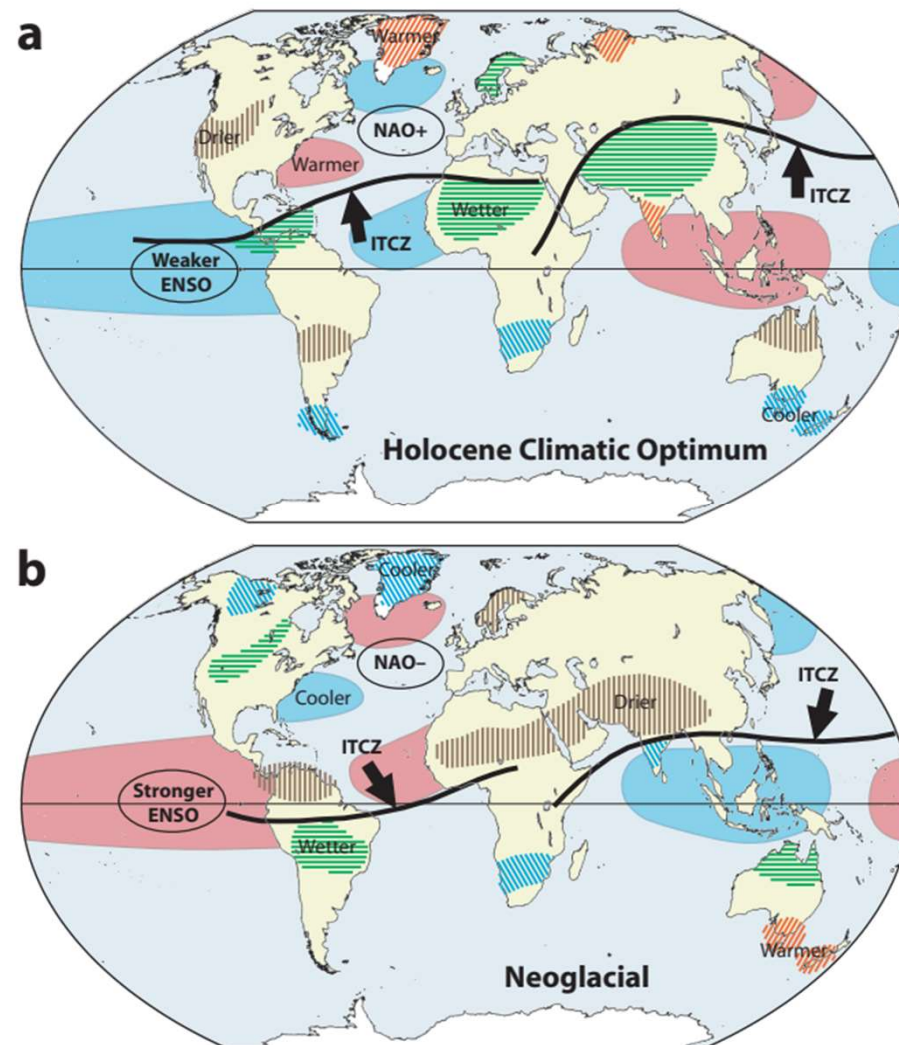 a
Warmer
NAO+
Drier
Warmer
Wetter
ITCZ
ITCZ
Weaker
ENSO
Cooler
Holocene Climatic Optimum
b
Cooler
NAO–
Cooler
ITCZ
Drier
ITCZ
Stronger
ENSO
Wetter
Warmer
Neoglacial